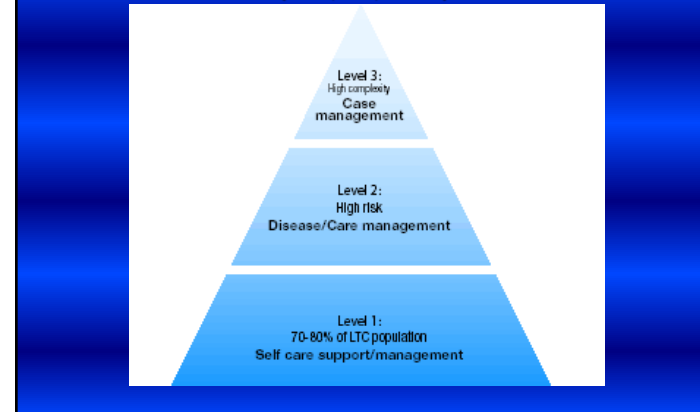 Level 3:
High complexity
Case
management
Level 2:
High risk
Disease/Care management
Level 1:
70-80% of LTC population
Self care support/management